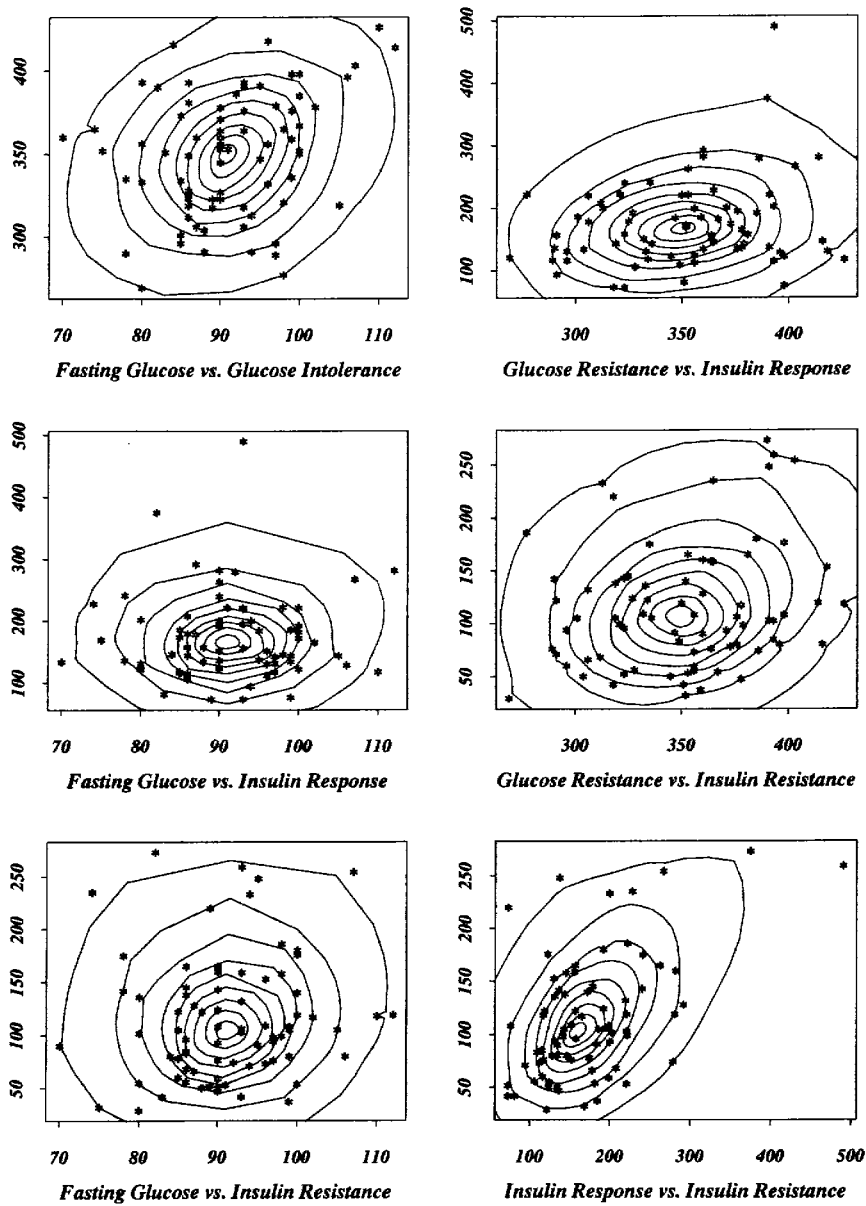 400
350
300
70 80 90 100 110
Fasting Glucose vs. Glucose Intolerance
500
400
300
200
100
300 350 400
Glucose Resistance vs. Insulin Response
500
400
300
200
100
70 80 90 100 110
Fasting Glucose vs. Insulin Response
250
200
150
100
50
300 350 400
Glucose Resistance vs. Insulin Resistance
250
200
150
100
50
70 80 90 100 110
Fasting Glucose vs. Insulin Resistance
250
200
150
100
50
100 200 300 400 500
Insulin Response vs. Insulin Resistance